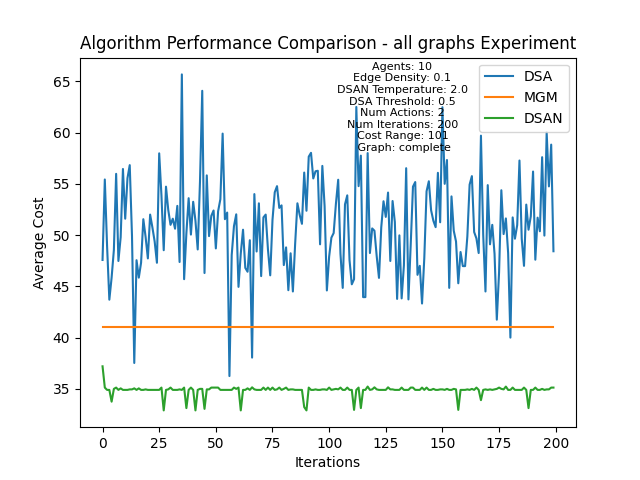 Algorithm Performance Comparison - all graphs Experiment
Agents: 10
Edge Density: 0.1
DSAN Temperature: 2.0
DSA Threshold: 0.5
Num Actions: 2
Num Iterations: 200
Cost Range: 101
Graph: complete
DSA
MGM
DSAN
Average Cost
65
60
55
50
45
40
35
0
25
50
75
100
125
150
175
200
Iterations